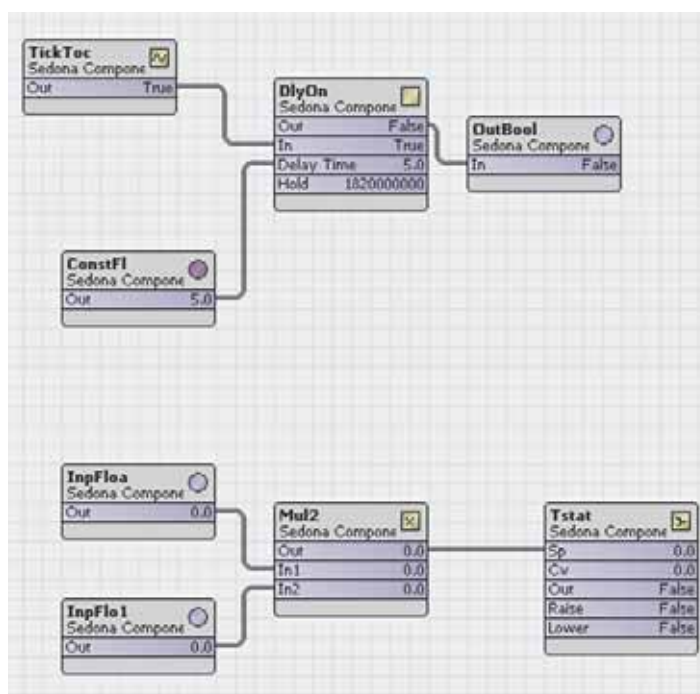 TickToc
Sedona Compone
Out True
DlyOn
Sedona Compone
Out False
In True
Delay Time 5.0
Hold 1820000000
OutBool
Sedona Compone
In False
ConstFl
Sedona Compone
Out 5.0
InpFloa
Sedona Compone
Out 0.0
Mul2
Sedona Compone
Out 0.0
In1 0.0
In2 0.0
Tstat
Sedona Compone
Sp 0.0
Cv 0.0
Out False
Raise False
Lower False
InpFlo1
Sedona Compone
Out 0.0